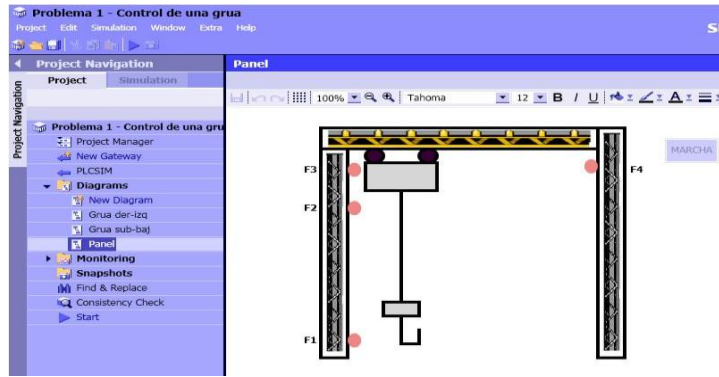 Problema 1 - Control de una grua
Project Edit Simulation Window Extra Help
Project Navigation
Project Simulation
Project Navigation
Problema 1 - Control de una gru
Project Manager
New Gateway
PLCSIM
Diagrams
New Diagram
Grua der-izq
Grua sub-baj
Panel
Monitoring
Snapshots
Find & Replace
Consistency Check
Start
S
Panel
100% Tahoma 12 B I U A
F3
F4
MARCHA
F2
F1